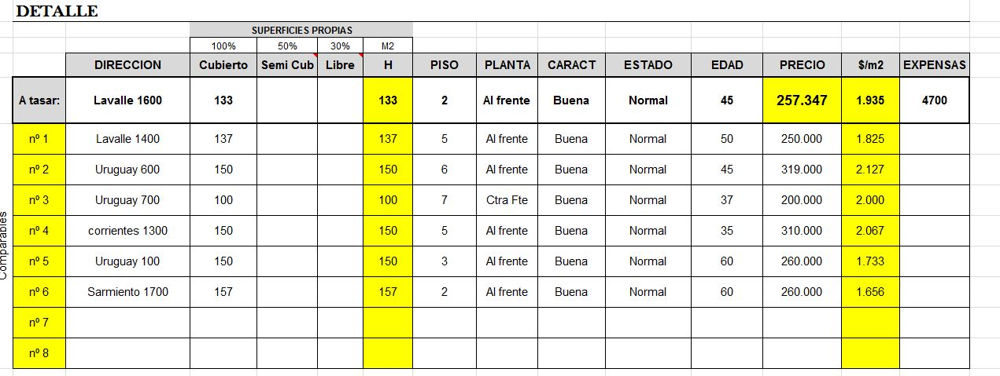 DETALLE
SUPERFICIES PROPIAS
100% 50% 30% M2
DIRECCION Cubierto Semi Cub Libre H PISO PLANTA CARACT ESTADO EDAD PRECIO $/m2 EXPENSAS
A tasar: Lavalle 1600 133 133 2 Al frente Buena Normal 45 257.347 1.935 4700
nº 1 Lavalle 1400 137 137 5 Al frente Buena Normal 50 250.000 1.825
nº 2 Uruguay 600 150 150 6 Al frente Buena Normal 45 319.000 2.127
nº 3 Uruguay 700 100 100 7 Ctra Fte Buena Normal 37 200.000 2.000
nº 4 corrientes 1300 150 150 5 Al frente Buena Normal 35 310.000 2.067
nº 5 Uruguay 100 150 150 3 Al frente Buena Normal 60 260.000 1.733
nº 6 Sarmiento 1700 157 157 2 Al frente Buena Normal 60 260.000 1.656
nº 7
nº 8
Comparables